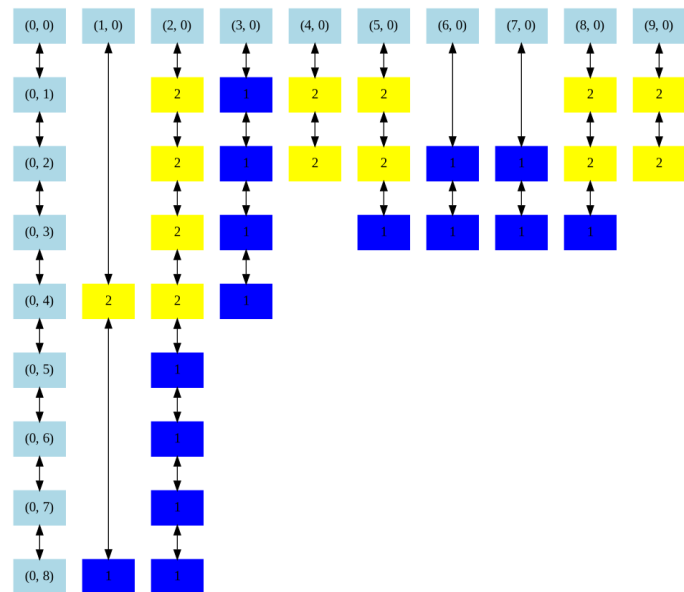 (0, 0) (1, 0) (2, 0) (3, 0) (4, 0) (5, 0) (6, 0) (7, 0) (8, 0) (9, 0)
(0, 1) 2 1 2 2 2 2
(0, 2) 2 1 2 2 1 1 2 2
(0, 3) 2 1 1 1 1 1
(0, 4) 2 2 1
(0, 5) 1
(0, 6) 1
(0, 7) 1
(0, 8) 1 1